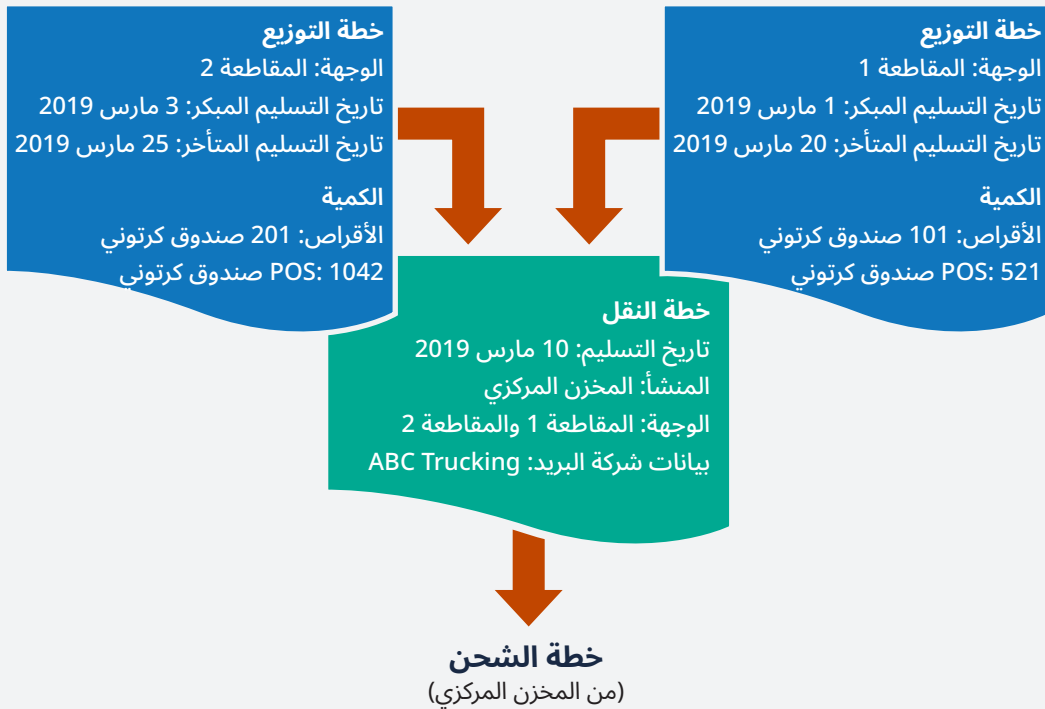 خطة التوزيع
الوجهة: المقاطعة 1
تاريخ التسليم المبكر: 1 مارس 2019
تاريخ التسليم المتأخر: 20 مارس 2019
الكمية
الأقراص: 101 صندوق كرتوني
POS: 521 صندوق كرتوني
خطة التوزيع
الوجهة: المقاطعة 2
تاريخ التسليم المبكر: 3 مارس 2019
تاريخ التسليم المتأخر: 25 مارس 2019
الكمية
الأقراص: 201 صندوق كرتوني
POS: 1042 صندوق كرتوني
خطة النقل
تاريخ التسليم: 10 مارس 2019
المنشأ: المخزن المركزي
الوجهة: المقاطعة 1 والمقاطعة 2
بيانات شركة البريد: ABC Trucking
خطة الشحن
(من المخزن المركزي)